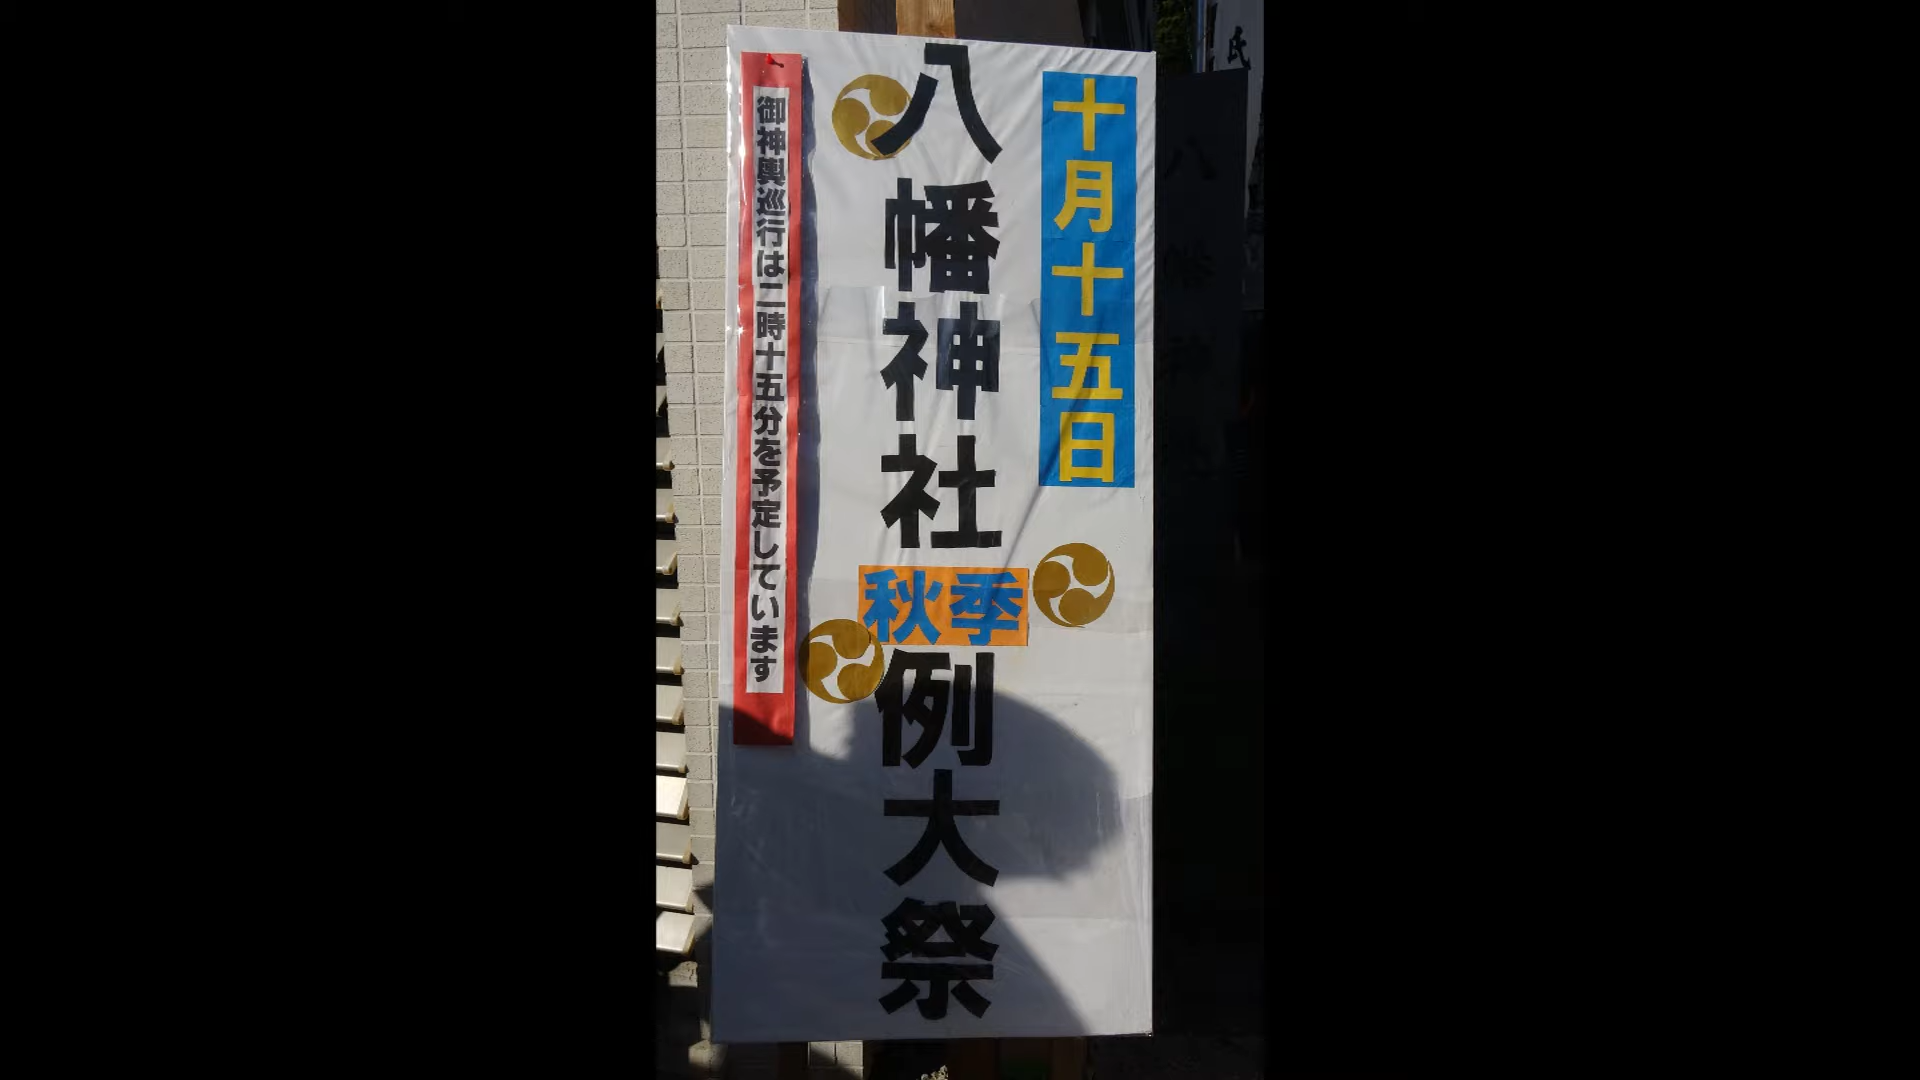 十月十五日
八幡神社
秋季
例大祭
御神輿巡行は二時十五分を予定しています
氏